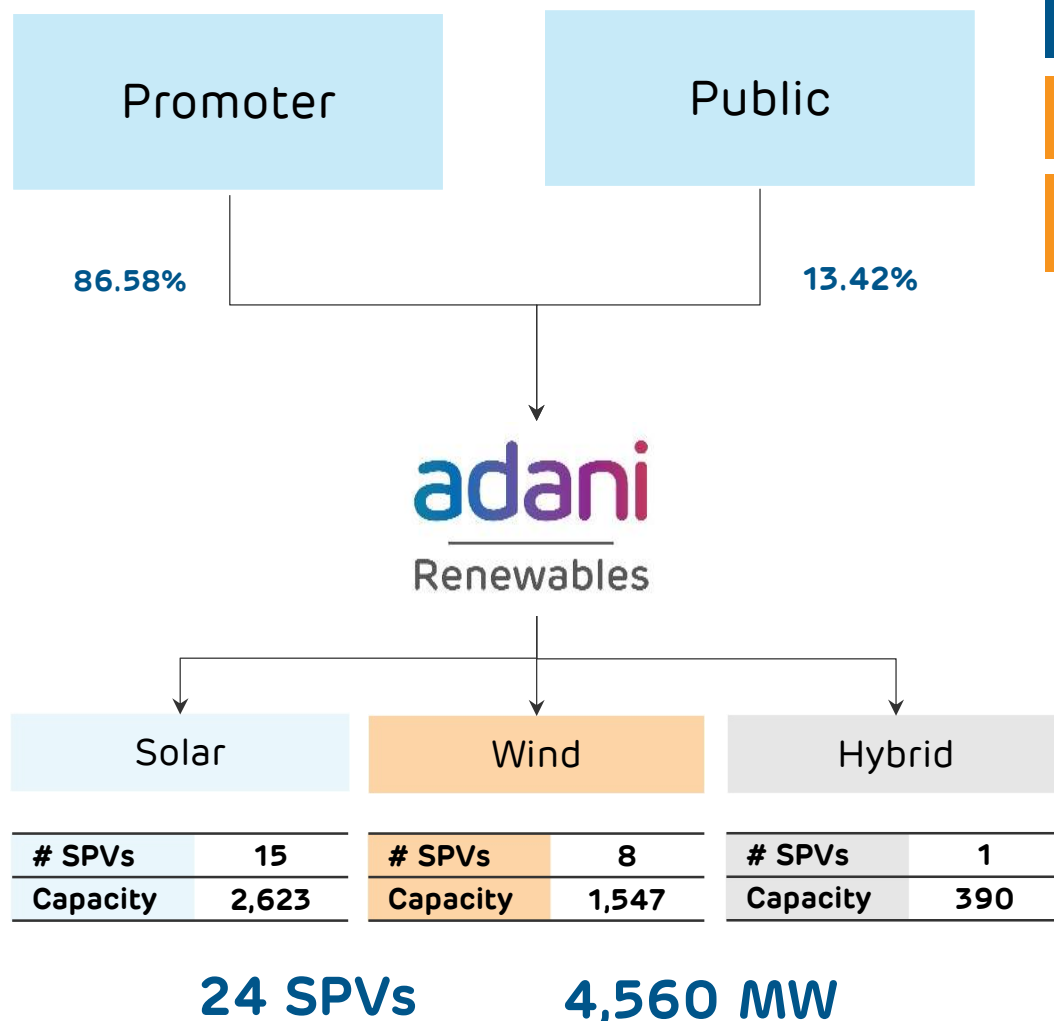 Promoter
Public
86.58%
13.42%
adani
Renewables
Solar
Wind
Hybrid
# SPVs 15
Capacity 2,623
# SPVs 8
Capacity 1,547
# SPVs 1
Capacity 390
24 SPVs
4,560 MW